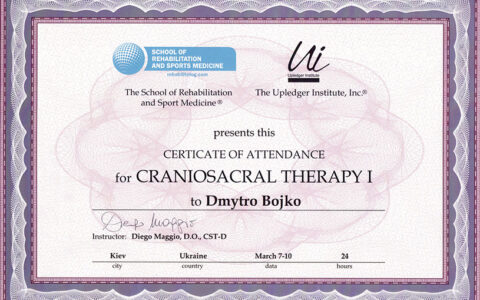 SCHOOL OF
REHABILITATION
AND SPORTS MEDICINE
Ui
Upledger Institute
The School of Rehabilitation
and Sport Medicine®
The Upledger Institute, Inc.®
presents this
CERTICATE OF ATTENDANCE
for CRANIOSACRAL THERAPY I
to Dmytro Bojko
Diego Maggio
Instructor: Diego Maggio, D.O., CST-D
Kiev Ukraine March 7-10 24
city country data hours